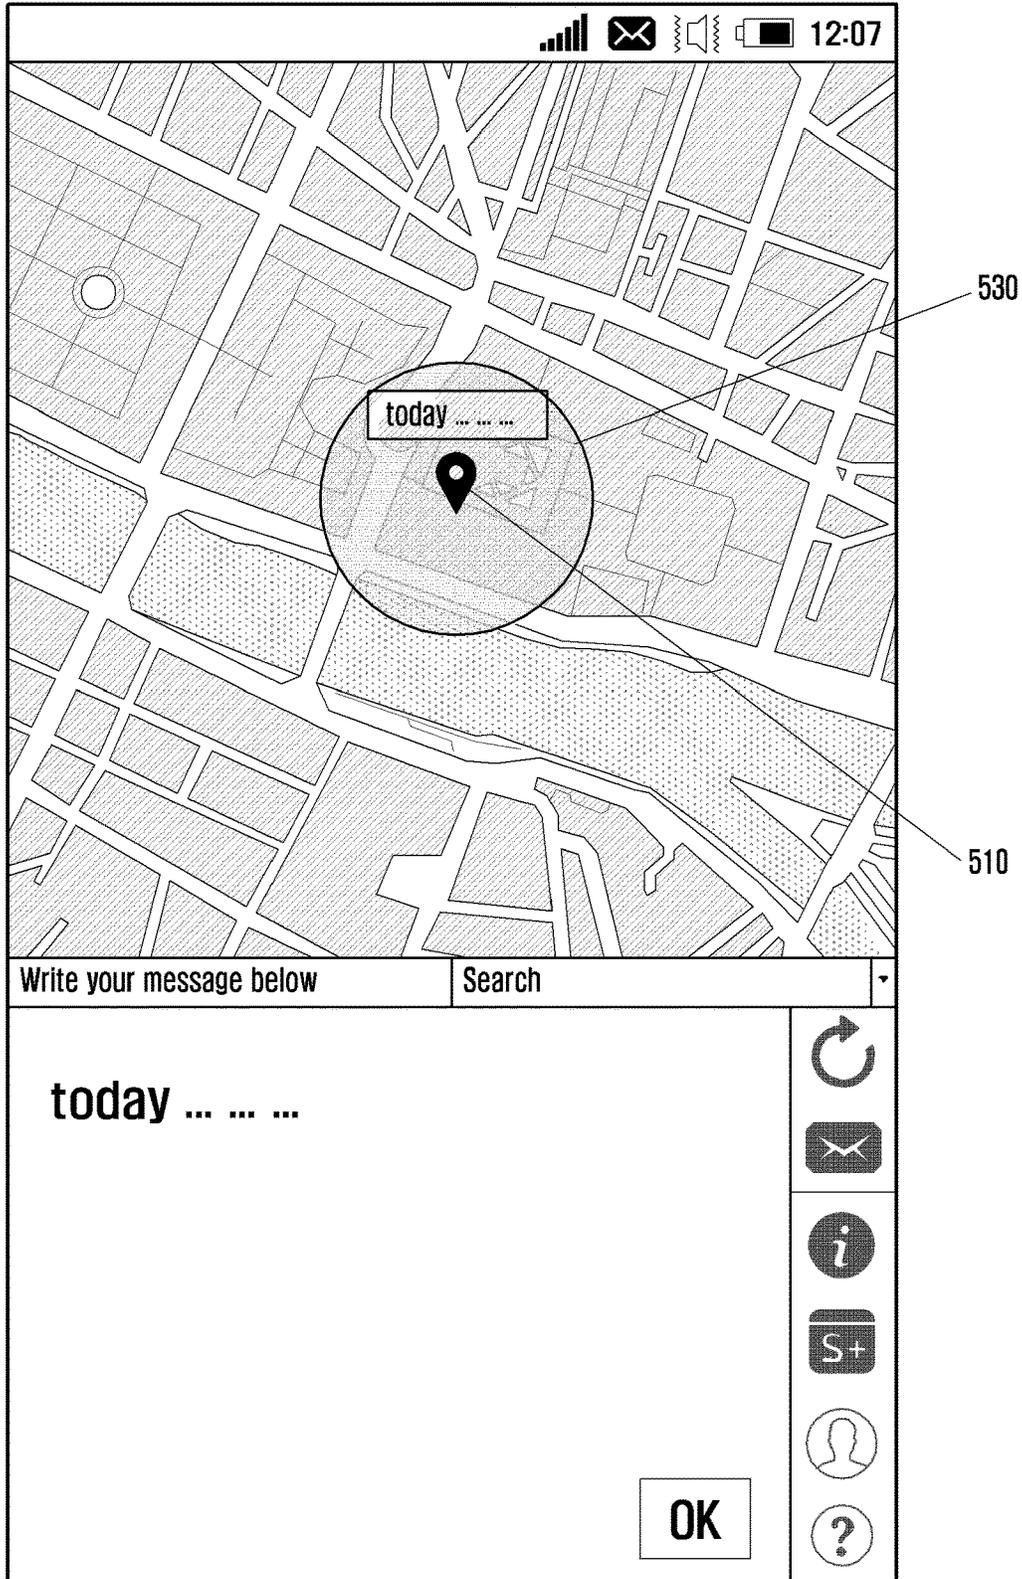 12:07
530
today ... ... ...
510
Write your message below
Search
today ... ... ...
i
S+
OK
?